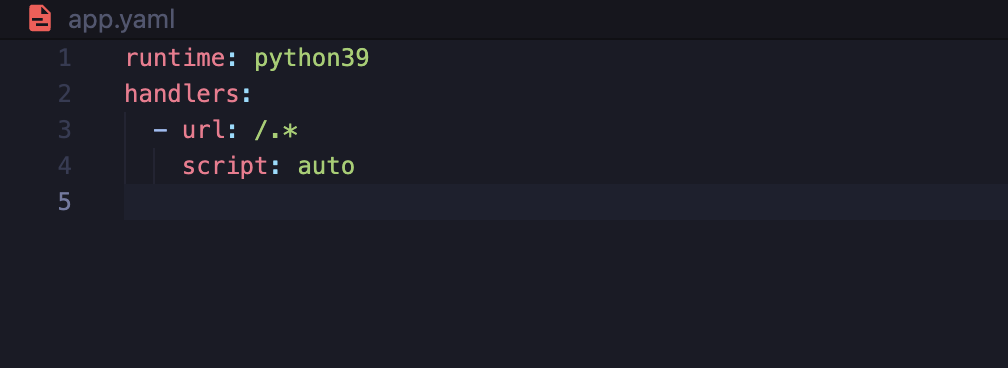 app.yaml
1 runtime: python39
2 handlers:
3   - url: /.*
4     script: auto
5